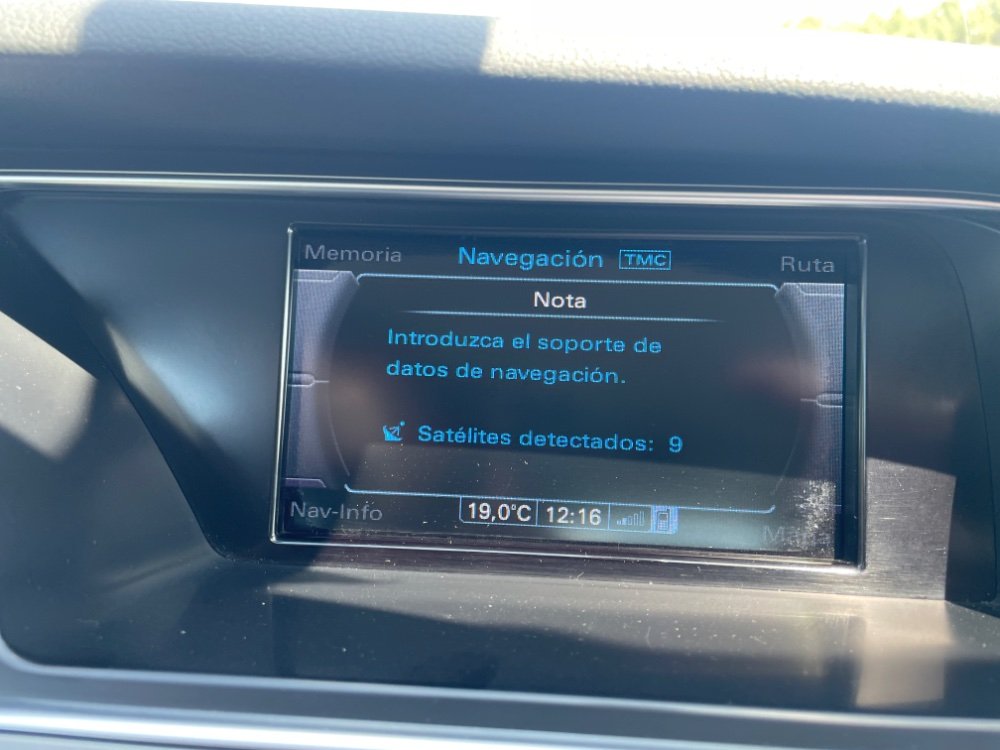 Memoria Navegación TMC Ruta
Nota
Introduzca el soporte de
datos de navegación.
Satélites detectados: 9
Nav-Info 19,0°C 12:16